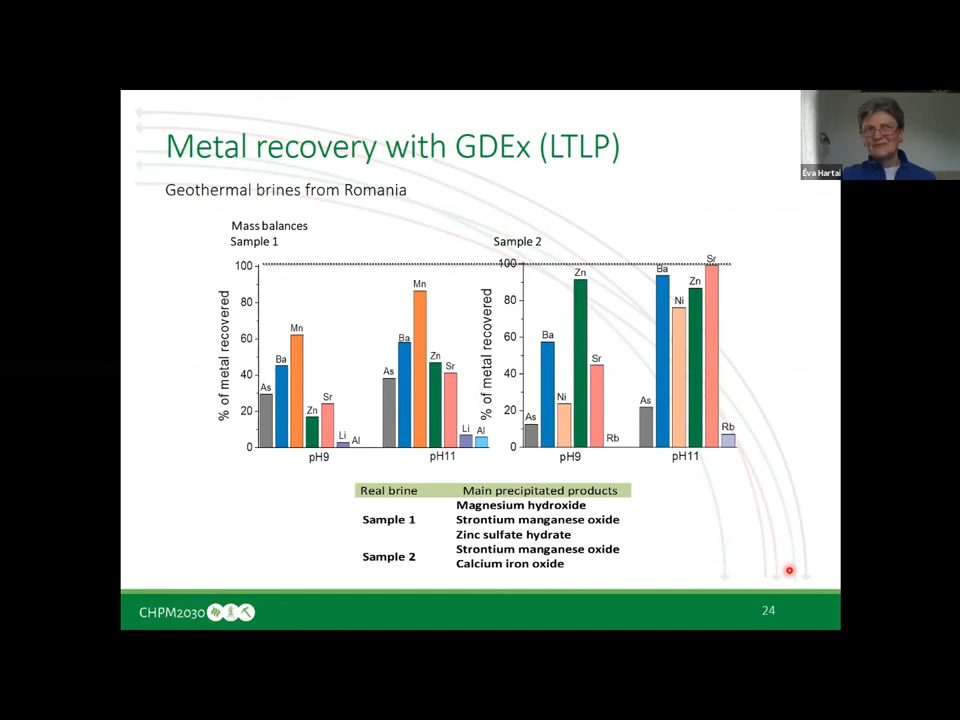 Metal recovery with GDEx (LTLP)
Éva Hartai
Geothermal brines from Romania
Mass balances
Sample 1
% of metal recovered
100
80
60
40
20
0
As
Ba
Mn
Zn
Sr
Li
Al
pH9
As
Ba
Mn
Zn
Sr
Li
Al
pH11
Sample 2
% of metal recovered
100
80
60
40
20
0
As
Ba
Ni
Zn
Sr
Rb
pH9
As
Ba
Ni
Zn
Sr
Rb
pH11
Real brine Main precipitated products
Magnesium hydroxide
Sample 1 Strontium manganese oxide
Zinc sulfate hydrate
Strontium manganese oxide
Sample 2
Calcium iron oxide
CHPM2030
24